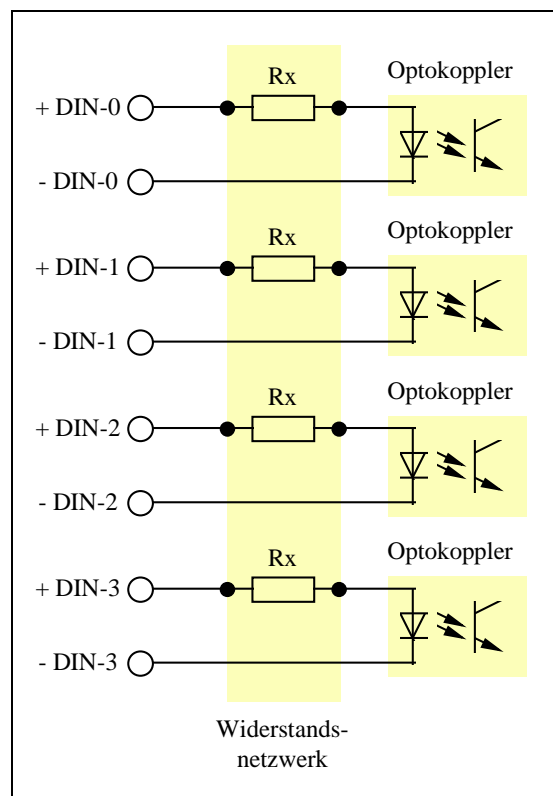 Rx
Optokoppler
+ DIN-0
- DIN-0
Rx
Optokoppler
+ DIN-1
- DIN-1
Rx
Optokoppler
+ DIN-2
- DIN-2
Rx
Optokoppler
+ DIN-3
- DIN-3
Widerstands-
netzwerk